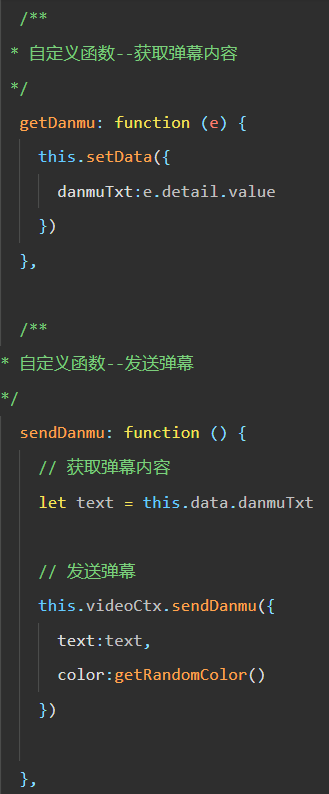 /**
* 自定义函数--获取弹幕内容
*/
getDanmu: function (e) {
this.setData({
danmuTxt:e.detail.value
})
},
/**
* 自定义函数--发送弹幕
*/
sendDanmu: function () {
// 获取弹幕内容
let text = this.data.danmuTxt
// 发送弹幕
this.videoCtx.sendDanmu({
text:text,
color:getRandomColor()
})
},